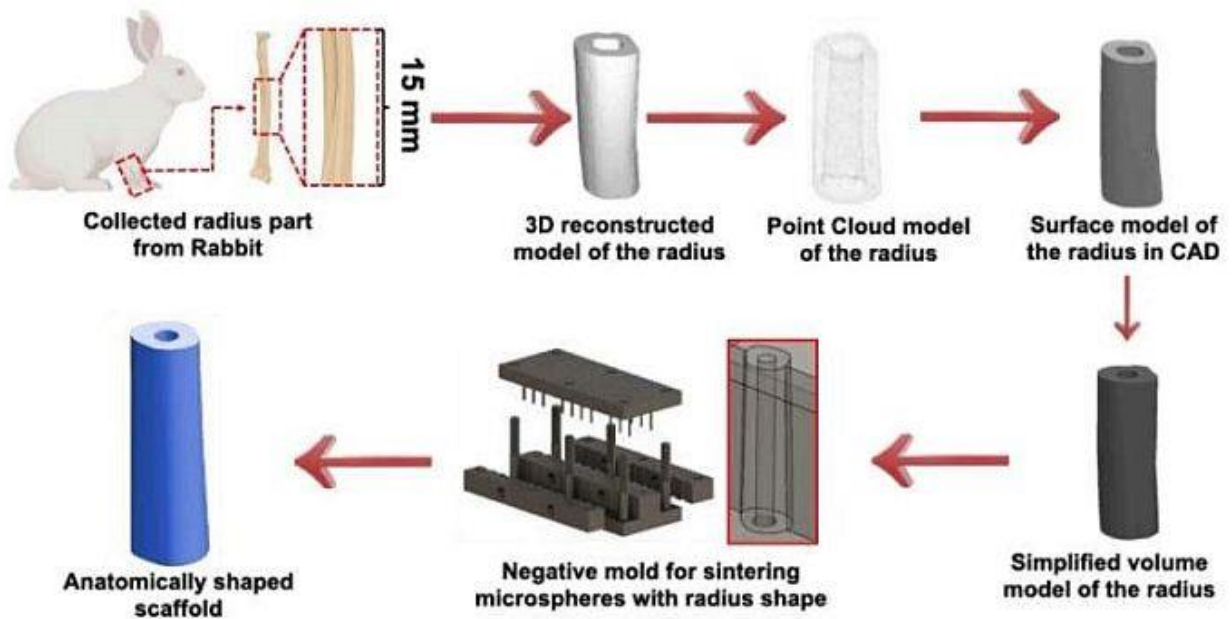 15 mm
Collected radius part
from Rabbit
3D reconstructed
model of the radius
Point Cloud model
of the radius
Surface model of
the radius in CAD
Simplified volume
model of the radius
Negative mold for sintering
microspheres with radius shape
Anatomically shaped
scaffold